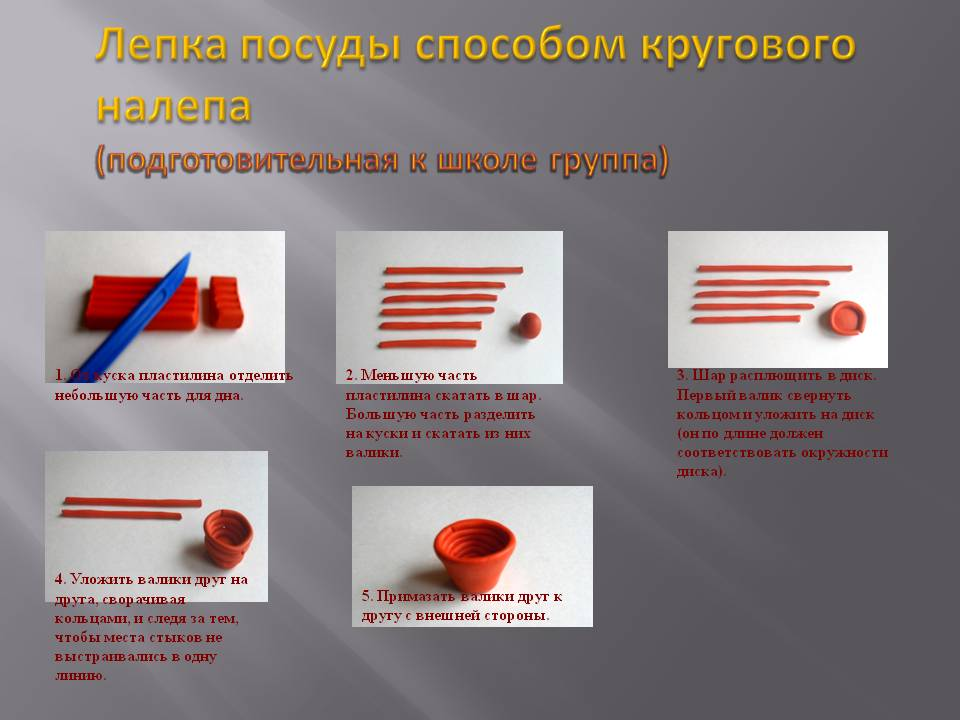 Лепка посуды способом кругового
налепа
(подготовительная к школе группа)
1. От куска пластилина отделить
небольшую часть для дна.
2. Меньшую часть
пластилина скатать в шар.
Большую часть разделить
на куски и скатать из них
валики.
3. Шар расплющить в диск.
Первый валик свернуть
кольцом и уложить на диск
(он по длине должен
соответствовать окружности
диска).
4. Уложить валики друг на
друга, сворачивая
кольцами, и следя за тем,
чтобы места стыков не
выстраивались в одну
линию.
5. Примазать валики друг к
другу с внешней стороны.